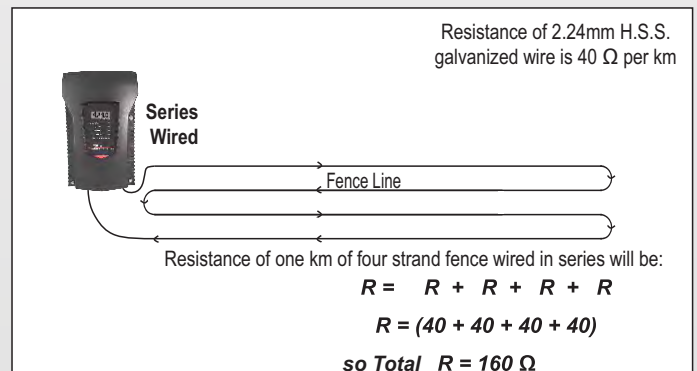 Resistance of 2.24mm H.S.S.
galvanized wire is 40 Ω per km
Series
Wired
Fence Line
Resistance of one km of four strand fence wired in series will be:
R = R + R + R + R
R = (40 + 40 + 40 + 40)
so Total R = 160 Ω